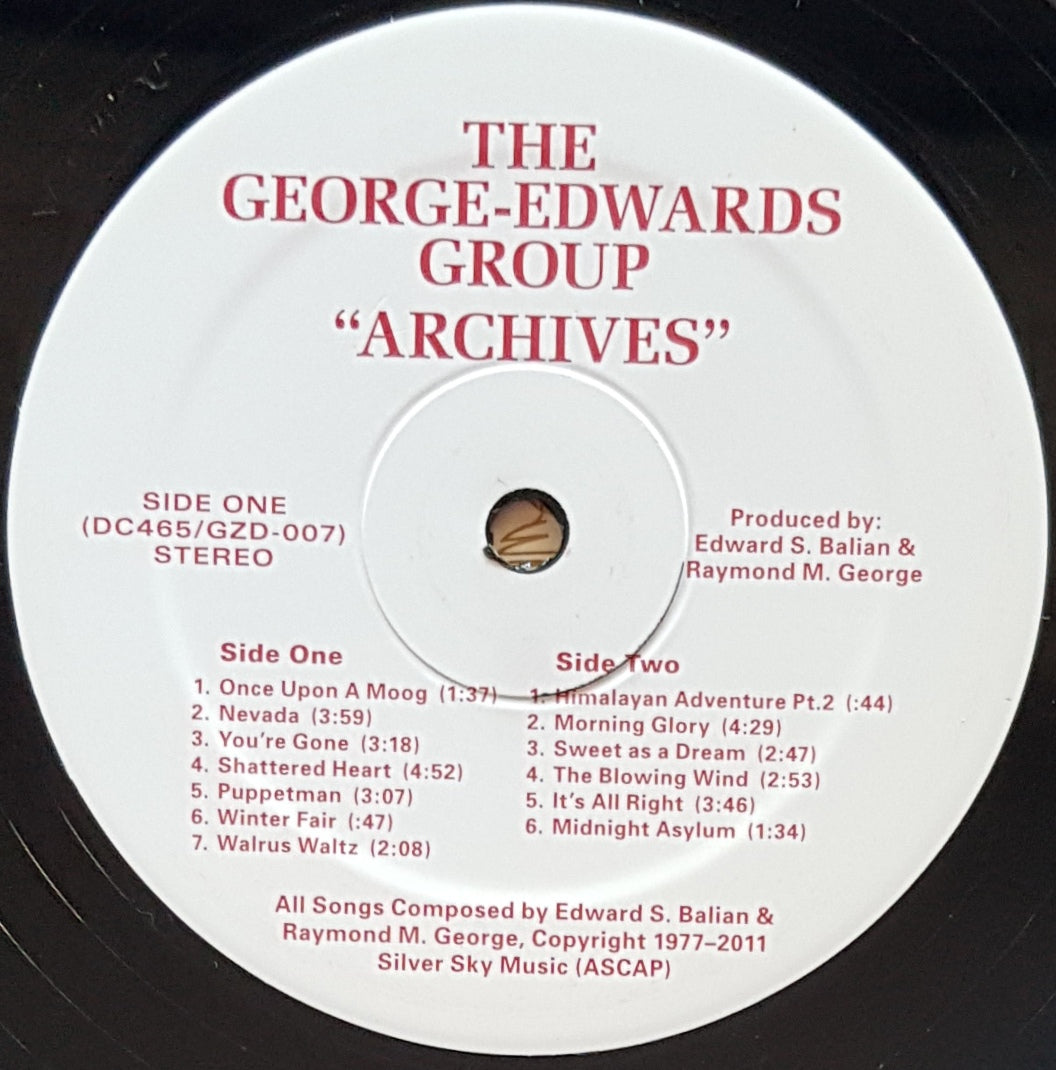 THE
GEORGE-EDWARDS
GROUP
“ARCHIVES”
SIDE ONE
(DC465/GZD-007)
STEREO
Produced by:
Edward S. Balian &
Raymond M. George
Side One
1. Once Upon A Moog (1:37)
2. Nevada (3:59)
3. You're Gone (3:18)
4. Shattered Heart (4:52)
5. Puppetman (3:07)
6. Winter Fair (:47)
7. Walrus Waltz (2:08)
Side Two
1. Himalayan Adventure Pt.2 (:44)
2. Morning Glory (4:29)
3. Sweet as a Dream (2:47)
4. The Blowing Wind (2:53)
5. It's All Right (3:46)
6. Midnight Asylum (1:34)
All Songs Composed by Edward S. Balian &
Raymond M. George, Copyright 1977–2011
Silver Sky Music (ASCAP)